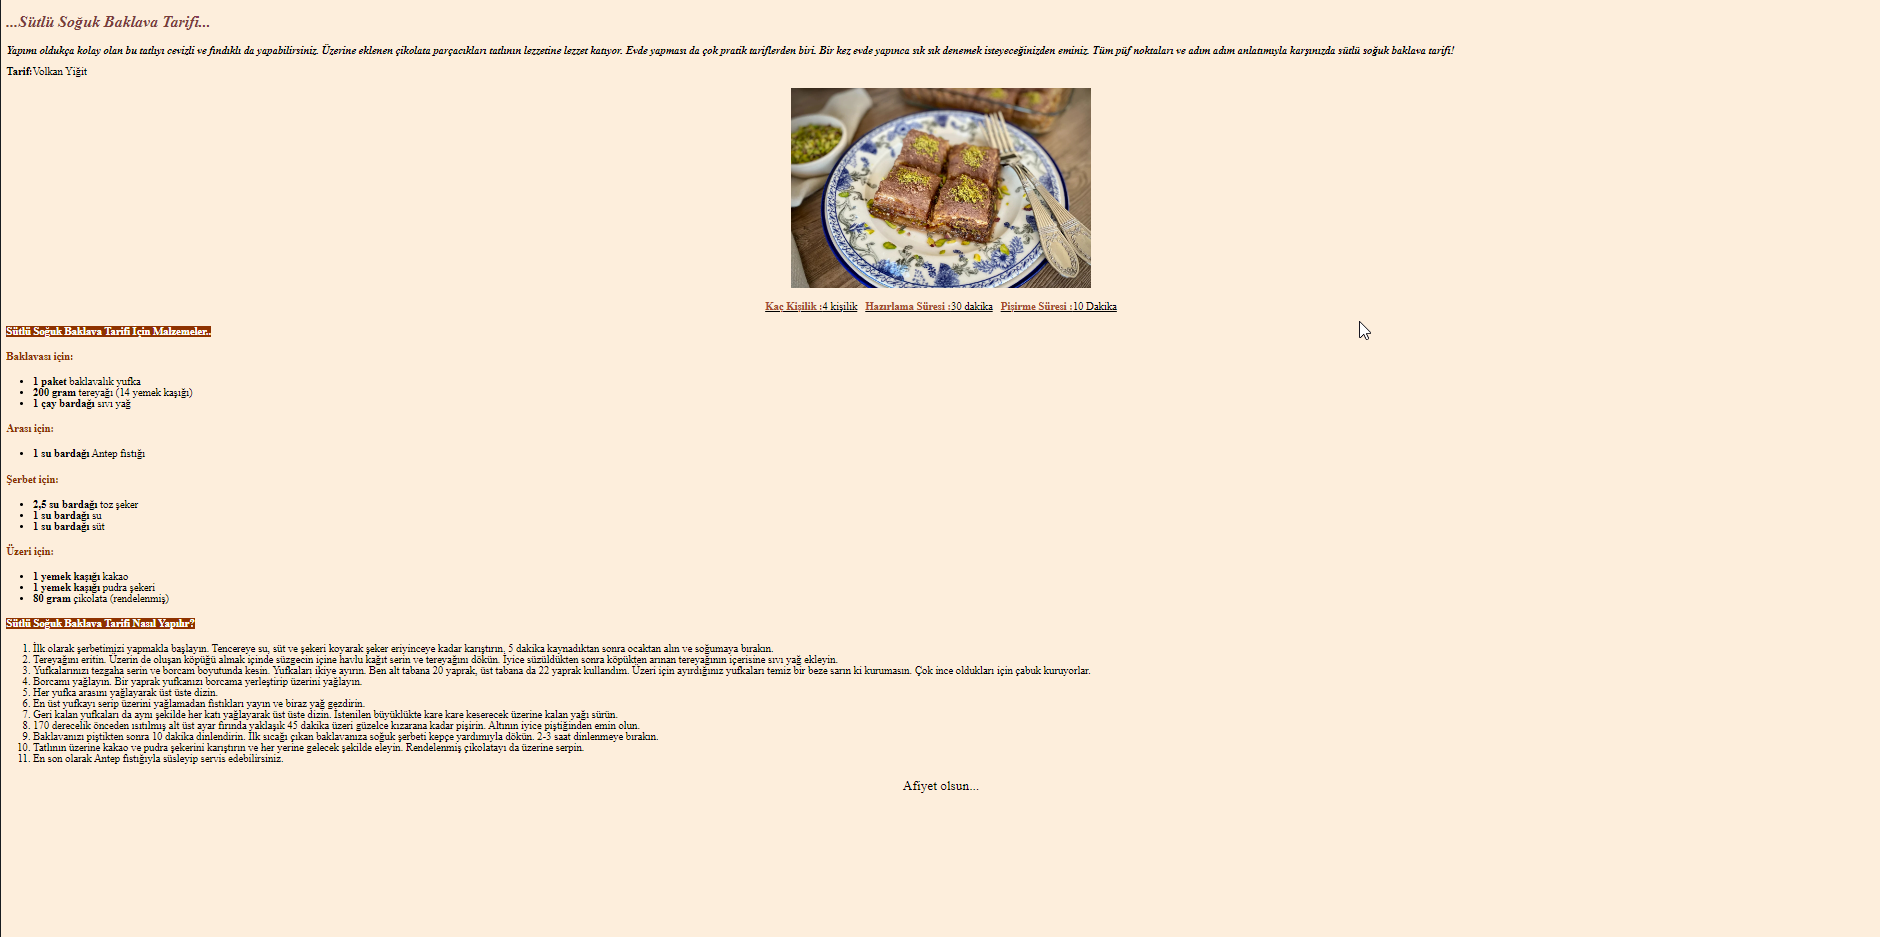 ...Sütlü Soğuk Baklava Tarifi...
Yapımı oldukça kolay olan bu tatlıyı cevizli ve fındıklı da yapabilirsiniz. Üzerine eklenen çikolata parçacıkları tatlının lezzetine lezzet katıyor. Evde yapması da çok pratik tariflerden biri. Bir kez evde yapınca sık sık denemek isteyeceğinizden eminiz. Tüm püf noktaları ve adım adım anlatımıyla karşınızda sütlü soğuk baklava tarifi!
Tarif:Volkan Yiğit
Kaç Kişilik :4 kişilik Hazırlama Süresi :30 dakika Pişirme Süresi :10 Dakika
Sütlü Soğuk Baklava Tarifi İçin Malzemeler..
Baklavası için:
• 1 paket baklavalık yufka
• 200 gram tereyağı (14 yemek kaşığı)
• 1 çay bardağı sıvı yağ
Arası için:
• 1 su bardağı Antep fıstığı
Şerbet için:
• 2,5 su bardağı toz şeker
• 1 su bardağı su
• 1 su bardağı süt
Üzeri için:
• 1 yemek kaşığı kakao
• 1 yemek kaşığı pudra şekeri
• 80 gram çikolata (rendelenmiş)
Sütlü Soğuk Baklava Tarifi Nasıl Yapılır?
1. İlk olarak şerbetimizi yapmakla başlayın. Tencereye su, süt ve şekeri koyarak şeker eriyinceye kadar karıştırın, 5 dakika kaynadıktan sonra ocaktan alın ve soğumaya bırakın.
2. Tereyağını eritin. Üzerin de oluşan köpüğü almak içinde süzgecin içine havlu kağıt serin ve tereyağını dökün. İyice süzüldükten sonra köpükten arınan tereyağının içerisine sıvı yağ ekleyin.
3. Yufkalarınızı tezgaha serin ve borcam boyutunda kesin. Yufkaları ikiye ayırın. Ben alt tabana 20 yaprak, üst tabana da 22 yaprak kullandım. Üzeri için ayırdığınız yufkaları temiz bir beze sarın ki kurumasın. Çok ince oldukları için çabuk kuruyorlar.
4. Borcamı yağlayın. Bir yaprak yufkanızı borcama yerleştirip üzerini yağlayın.
5. Her yufka arasını yağlayarak üst üste dizin.
6. En üst yufkayı serip üzerini yağlamadan fıstıkları yayın ve biraz yağ gezdirin.
7. Geri kalan yufkaları da aynı şekilde her katı yağlayarak üst üste dizin. İstenilen büyüklükte kare kare keserecek üzerine kalan yağı sürün.
8. 170 derecelik önceden ısıtılmış alt üst ayar fırında yaklaşık 45 dakika üzeri güzelce kızarana kadar pişirin. Altının iyice piştiğinden emin olun.
9. Baklavanızı piştikten sonra 10 dakika dinlendirin. İlk sıcağı çıkan baklavanıza soğuk şerbeti kepçe yardımıyla dökün. 2-3 saat dinlenmeye bırakın.
10. Tatlının üzerine kakao ve pudra şekerini karıştırın ve her yerine gelecek şekilde eleyin. Rendelenmiş çikolatayı da üzerine serpin.
11. En son olarak Antep fıstığıyla süsleyip servis edebilirsiniz.
Afiyet olsun...